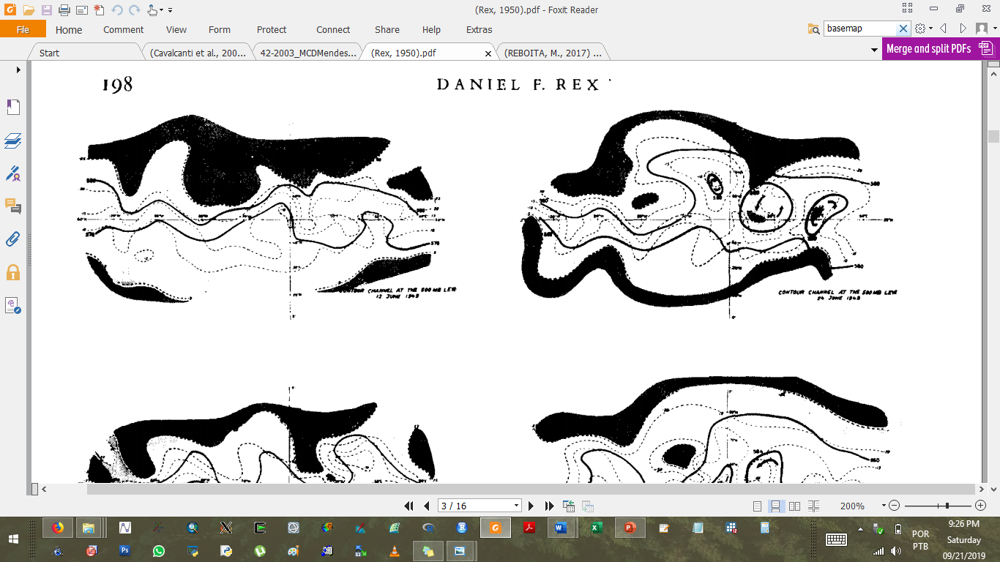 (Rex, 1950).pdf - Foxit Reader
File
Home
Comment
View
Form
Protect
Connect
Share
Help
Extras
basemap
Start
(Cavalcanti et al., 200...
42-2003_MCDMendes...
(Rex, 1950).pdf
(REBOITA, M., 2017) ...
Merge and split PDFs
198
DANIEL F. REX
CONTOUR CHANNEL AT THE 500 MB LEVE
12 JUNE 1949
CONTOUR CHANNEL AT THE 500 MB LEVE
24 JUNE 1949
3 / 16
200%
9:26 PM
POR
Saturday
PTB
09/21/2019